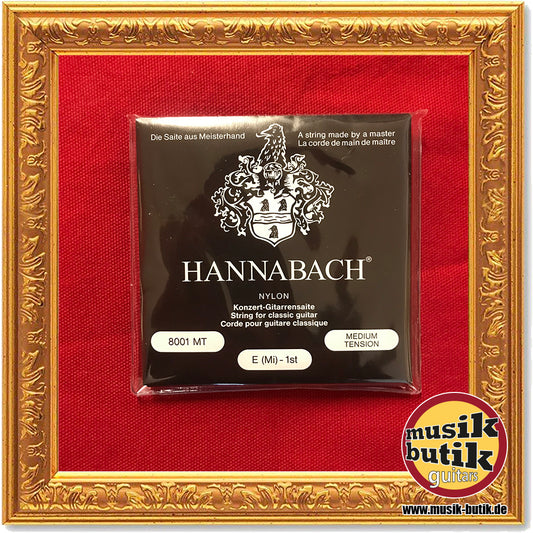 Die Saite aus Meisterhand
A string made by a master
La corde de main de maître
HANNABACH®
NYLON
Konzert-Gitarrensaite
String for classic guitar
Corde pour guitare classique
8001 MT
MEDIUM
TENSION
E (Mi) - 1st
musik
butik
guitars
www.musik-butik.de